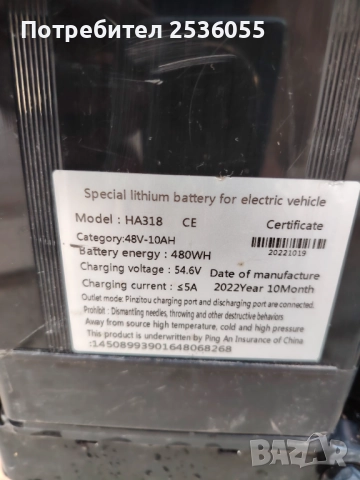 Потребител 2536055
Special lithium battery for electric vehicle
Model : HA318 CE Certificate
Category:48V-10AH
Battery energy : 480WH 20221019
Charging voltage : 54.6V Date of manufacture
Charging current : ≤5A 2022Year 10Month
Outlet mode: Pinzitou charging port and discharging port are connected.
Prohibit : Dismantling needles, throwing and other destructive behaviors
Away from source high temperature, cold and high pressure
This product is underwritten by Ping An Insurance of China
:14508993901648068268
BAZAR
bg